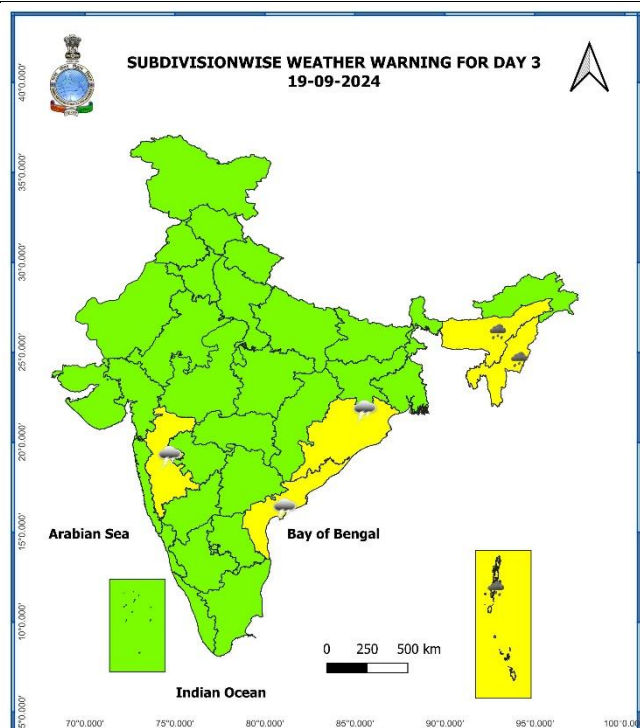 SUBDIVISIONWISE WEATHER WARNING FOR DAY 3
19-09-2024
40°0.000'
35°0.000'
30°0.000'
25°0.000'
20°0.000'
15°0.000'
10°0.000'
5°0.000'
Arabian Sea
Bay of Bengal
0 250 500 km
Indian Ocean
70°0.000' 75°0.000' 80°0.000' 85°0.000' 90°0.000' 95°0.000' 100°0.000'